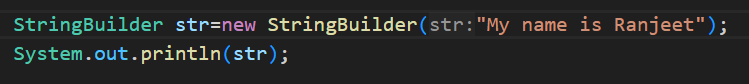 StringBuilder str=new StringBuilder(str:"My name is Ranjeet");
System.out.println(str);